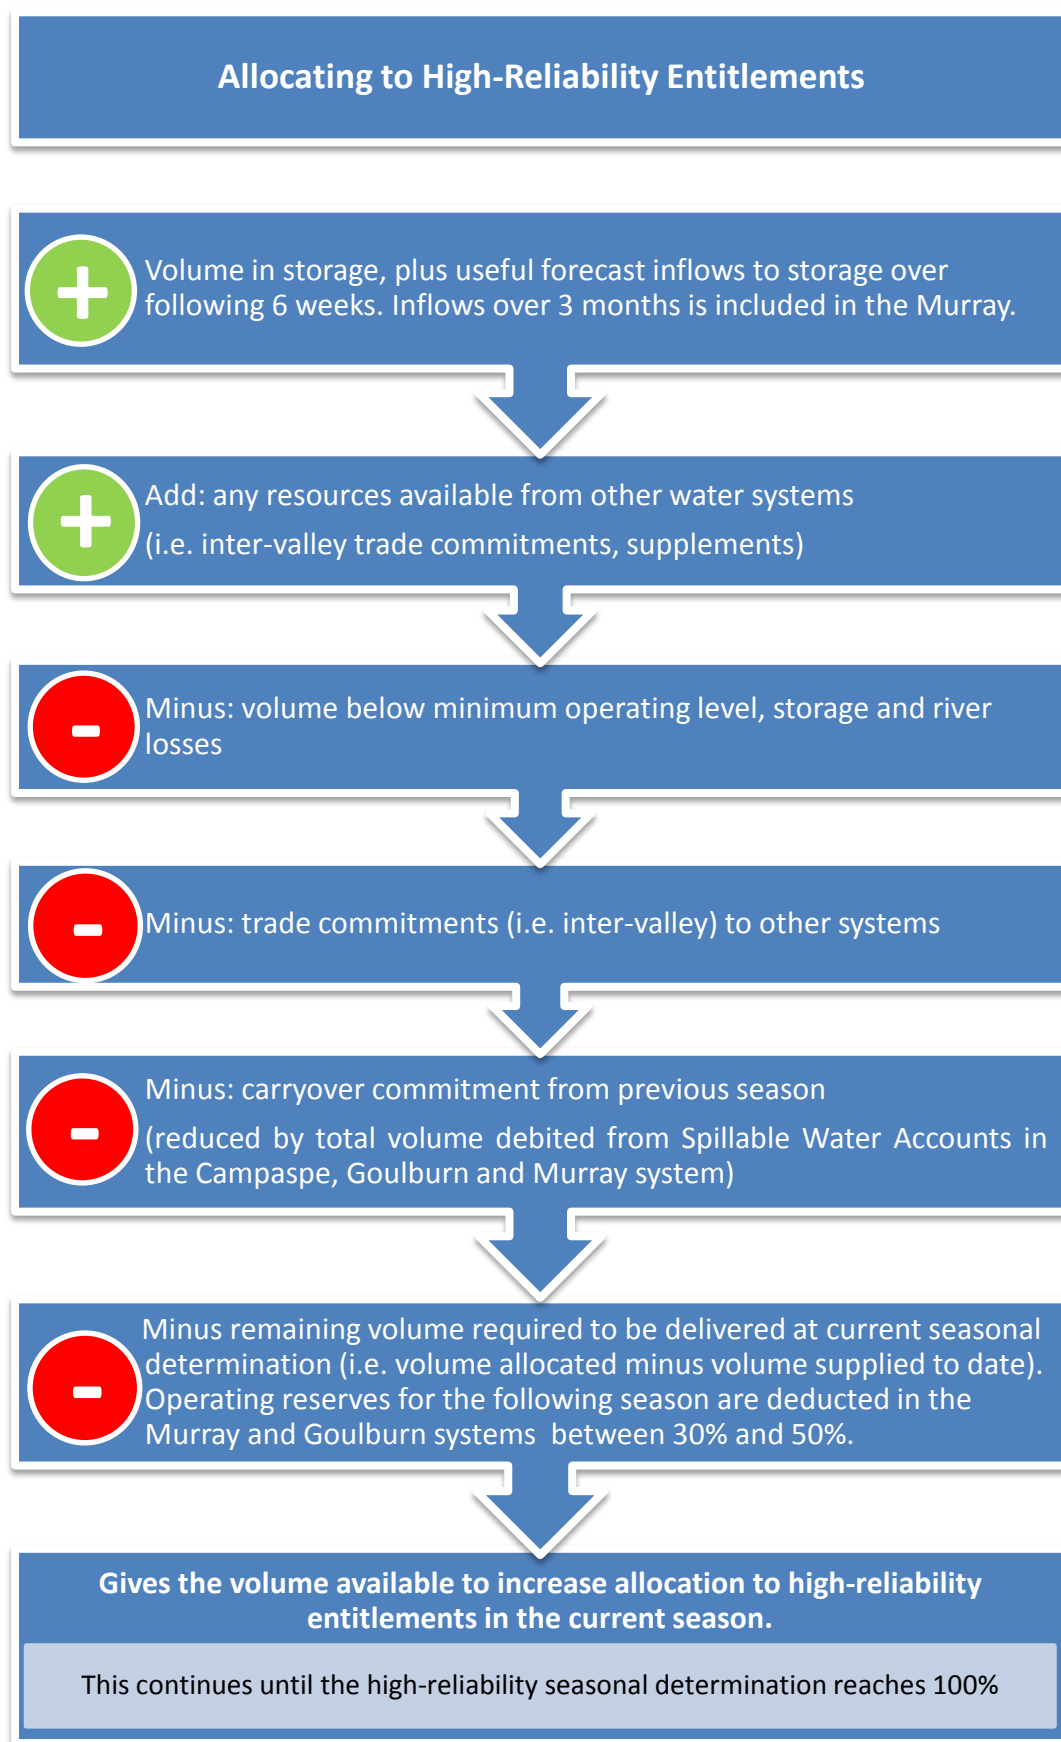 Allocating to High-Reliability Entitlements
+
Volume in storage, plus useful forecast inflows to storage over
following 6 weeks. Inflows over 3 months is included in the Murray.
+
Add: any resources available from other water systems
(i.e. inter-valley trade commitments, supplements)
-
Minus: volume below minimum operating level, storage and river
losses
-
Minus: trade commitments (i.e. inter-valley) to other systems
-
Minus: carryover commitment from previous season
(reduced by total volume debited from Spillable Water Accounts in
the Campaspe, Goulburn and Murray system)
-
Minus remaining volume required to be delivered at current seasonal
determination (i.e. volume allocated minus volume supplied to date).
Operating reserves for the following season are deducted in the
Murray and Goulburn systems  between 30% and 50%.
Gives the volume available to increase allocation to high-reliability
entitlements in the current season.
This continues until the high-reliability seasonal determination reaches 100%